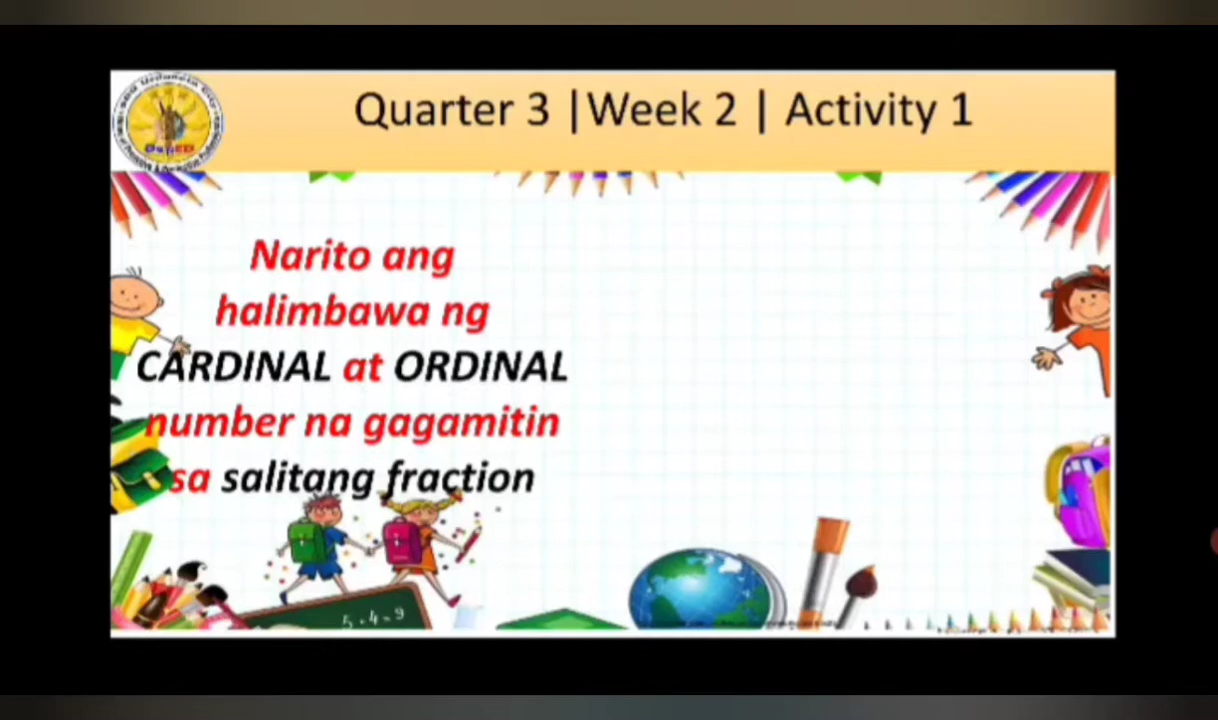 Quarter 3 |Week 2 | Activity 1
Narito ang
halimbawa ng
CARDINAL at ORDINAL
number na gagamitin
sa salitang fraction
DepED